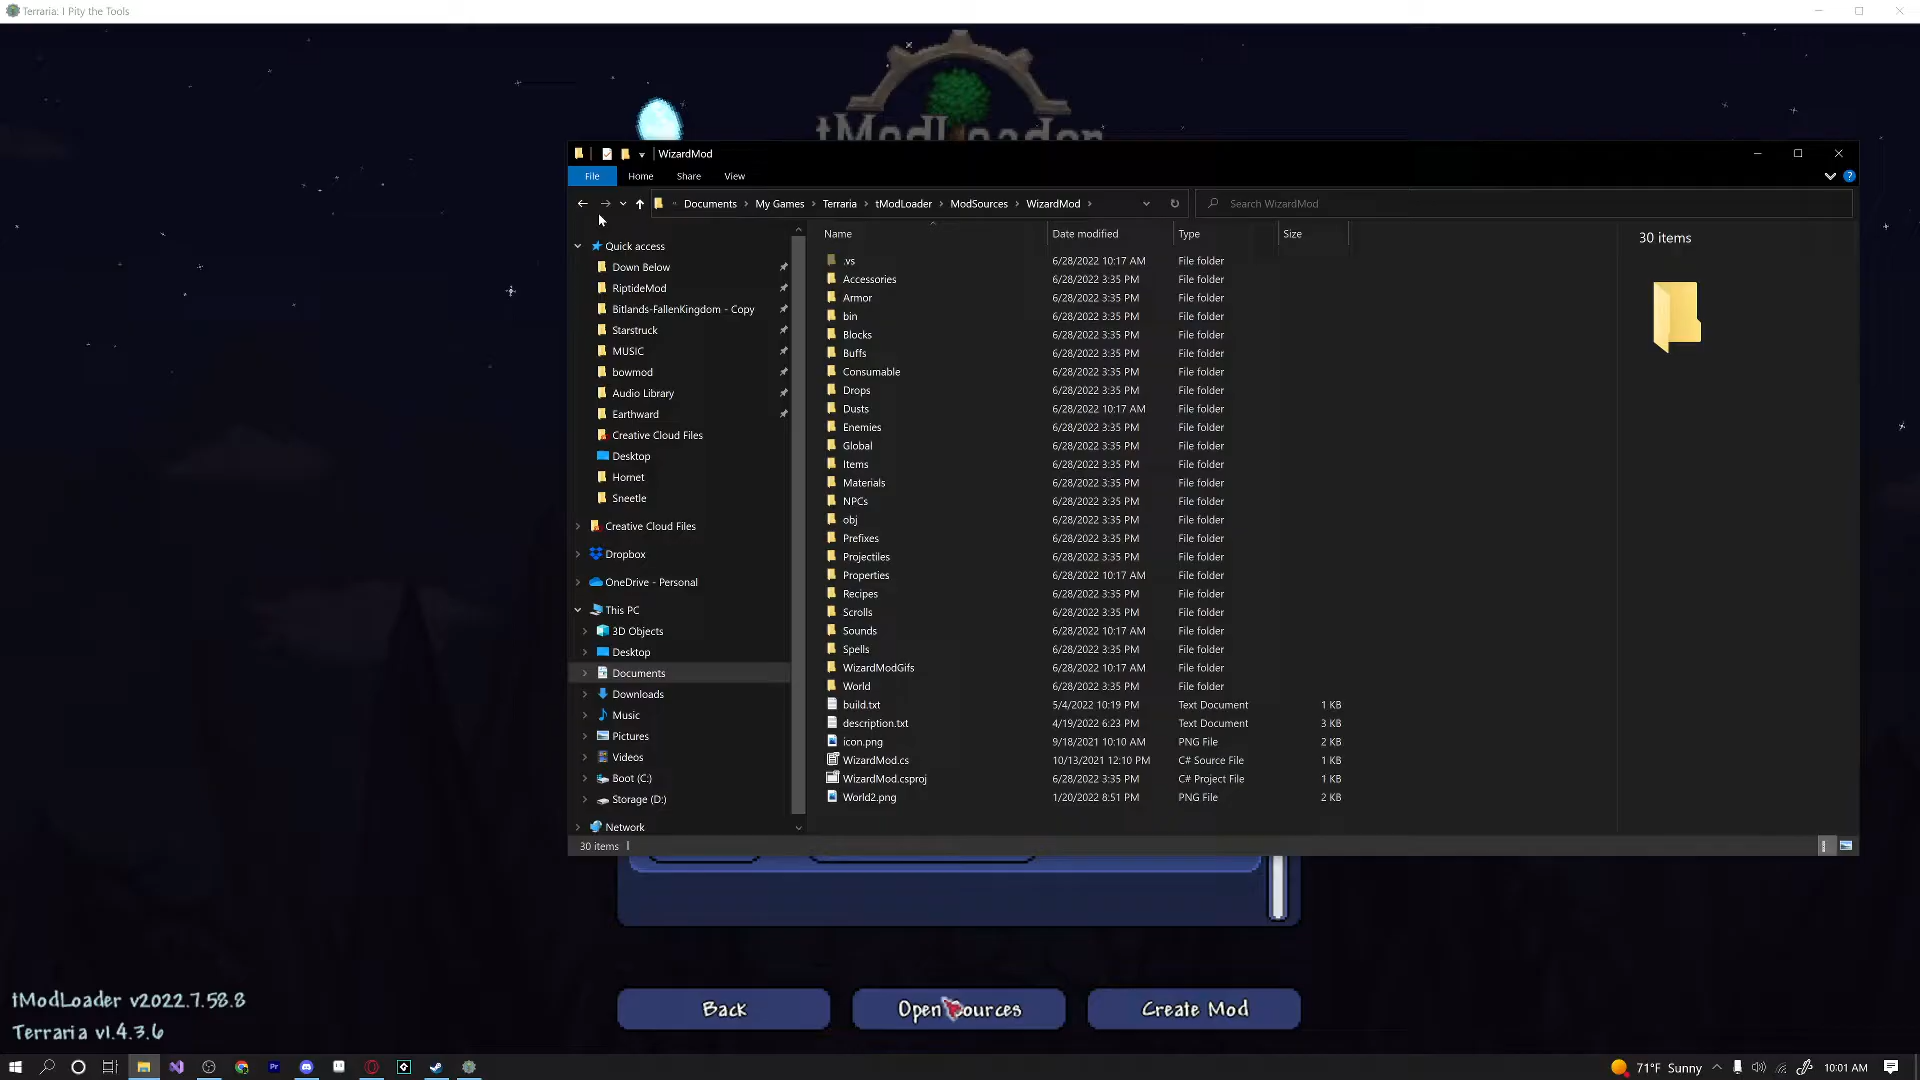 Terraria: I Pity the Tools
tModLoader
WizardMod
File Home Share View
Documents > My Games > Terraria > tModLoader > ModSources > WizardMod >
Search WizardMod
Quick access
Down Below
RiptideMod
Bitlands-FallenKingdom - Copy
Starstruck
MUSIC
bowmod
Audio Library
Earthward
Creative Cloud Files
Desktop
Hornet
Sneetle
Creative Cloud Files
Dropbox
OneDrive - Personal
This PC
3D Objects
Desktop
Documents
Downloads
Music
Pictures
Videos
Boot (C:)
Storage (D:)
Network
Name Date modified Type Size
.vs 6/28/2022 10:17 AM File folder
Accessories 6/28/2022 3:35 PM File folder
Armor 6/28/2022 3:35 PM File folder
bin 6/28/2022 3:35 PM File folder
Blocks 6/28/2022 3:35 PM File folder
Buffs 6/28/2022 3:35 PM File folder
Consumable 6/28/2022 3:35 PM File folder
Drops 6/28/2022 3:35 PM File folder
Dusts 6/28/2022 10:17 AM File folder
Enemies 6/28/2022 3:35 PM File folder
Global 6/28/2022 3:35 PM File folder
Items 6/28/2022 3:35 PM File folder
Materials 6/28/2022 3:35 PM File folder
NPCs 6/28/2022 3:35 PM File folder
obj 6/28/2022 3:35 PM File folder
Prefixes 6/28/2022 3:35 PM File folder
Projectiles 6/28/2022 3:35 PM File folder
Properties 6/28/2022 10:17 AM File folder
Recipes 6/28/2022 3:35 PM File folder
Scrolls 6/28/2022 3:35 PM File folder
Sounds 6/28/2022 10:17 AM File folder
Spells 6/28/2022 3:35 PM File folder
WizardModGifs 6/28/2022 10:17 AM File folder
World 6/28/2022 3:35 PM File folder
build.txt 5/4/2022 10:19 PM Text Document 1 KB
description.txt 4/19/2022 6:23 PM Text Document 3 KB
icon.png 9/18/2021 10:10 AM PNG File 2 KB
WizardMod.cs 10/13/2021 12:10 PM C# Source File 1 KB
WizardMod.csproj 6/28/2022 3:35 PM C# Project File 1 KB
World2.png 1/20/2022 8:51 PM PNG File 2 KB
30 items
30 items
Back
Open Sources
Create Mod
tModLoader v2022.7.58.8
Terraria v1.4.3.6
Pr
71°F Sunny
10:01 AM